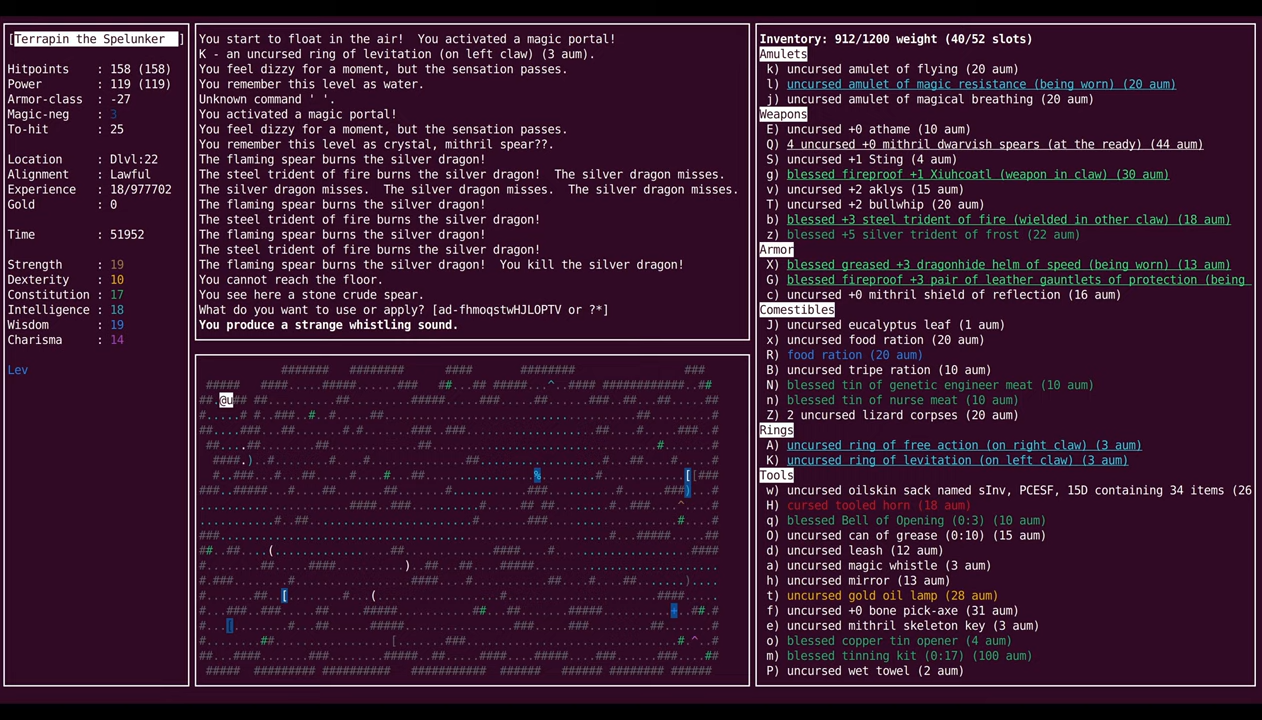 [Terrapin the Spelunker  ]
Hitpoints    : 158 (158)
Power        : 119 (119)
Armor-class  : -27
Magic-neg    : 3
To-hit       : 25
Location     : Dlvl:22
Alignment    : Lawful
Experience   : 18/977702
Gold         : 0
Time         : 51952
Strength     : 19
Dexterity    : 10
Constitution : 17
Intelligence : 18
Wisdom       : 19
Charisma     : 14
Lev
You start to float in the air!  You activated a magic portal!
K - an uncursed ring of levitation (on left claw) (3 aum).
You feel dizzy for a moment, but the sensation passes.
You remember this level as water.
Unknown command ' '.
You activated a magic portal!
You feel dizzy for a moment, but the sensation passes.
You remember this level as crystal, mithril spear??.
The flaming spear burns the silver dragon!
The steel trident of fire burns the silver dragon!  The silver dragon misses.
The silver dragon misses.  The silver dragon misses.  The silver dragon misses.
The flaming spear burns the silver dragon!
The steel trident of fire burns the silver dragon!
The flaming spear burns the silver dragon!
The steel trident of fire burns the silver dragon!
The flaming spear burns the silver dragon!  You kill the silver dragon!
You cannot reach the floor.
You see here a stone crude spear.
What do you want to use or apply? [ad-fhmoqstwHJLOPTV or ?*]
You produce a strange whistling sound.
Inventory: 912/1200 weight (40/52 slots)
Amulets
k) uncursed amulet of flying (20 aum)
l) uncursed amulet of magic resistance (being worn) (20 aum)
j) uncursed amulet of magical breathing (20 aum)
Weapons
E) uncursed +0 athame (10 aum)
Q) 4 uncursed +0 mithril dwarvish spears (at the ready) (44 aum)
S) uncursed +1 Sting (4 aum)
g) blessed fireproof +1 Xiuhcoatl (weapon in claw) (30 aum)
v) uncursed +2 aklys (15 aum)
T) uncursed +2 bullwhip (20 aum)
b) blessed +3 steel trident of fire (wielded in other claw) (18 aum)
z) blessed +5 silver trident of frost (22 aum)
Armor
X) blessed greased +3 dragonhide helm of speed (being worn) (13 aum)
G) blessed fireproof +3 pair of leather gauntlets of protection (being
c) uncursed +0 mithril shield of reflection (16 aum)
Comestibles
J) uncursed eucalyptus leaf (1 aum)
x) uncursed food ration (20 aum)
R) food ration (20 aum)
B) uncursed tripe ration (10 aum)
N) blessed tin of genetic engineer meat (10 aum)
n) blessed tin of nurse meat (10 aum)
Z) 2 uncursed lizard corpses (20 aum)
Rings
A) uncursed ring of free action (on right claw) (3 aum)
K) uncursed ring of levitation (on left claw) (3 aum)
Tools
w) uncursed oilskin sack named sInv, PCESF, 15D containing 34 items (26
H) cursed tooled horn (18 aum)
q) blessed Bell of Opening (0:3) (10 aum)
O) uncursed can of grease (0:10) (15 aum)
d) uncursed leash (12 aum)
a) uncursed magic whistle (3 aum)
h) uncursed mirror (13 aum)
t) uncursed gold oil lamp (28 aum)
f) uncursed +0 bone pick-axe (31 aum)
e) uncursed mithril skeleton key (3 aum)
o) blessed copper tin opener (4 aum)
m) blessed tinning kit (0:17) (100 aum)
P) uncursed wet towel (2 aum)